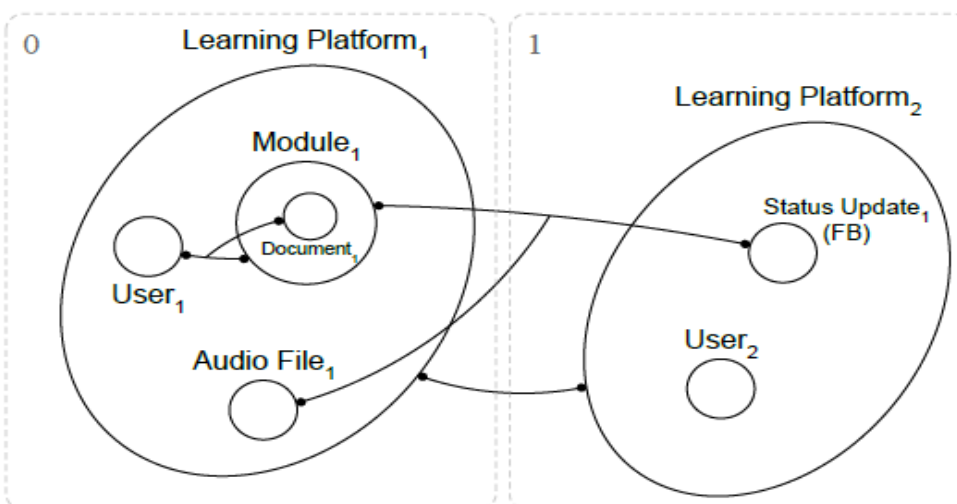 0
Learning Platform₁
Module₁
Document₁
User₁
Audio File₁
1
Learning Platform₂
Status Update₁
(FB)
User₂